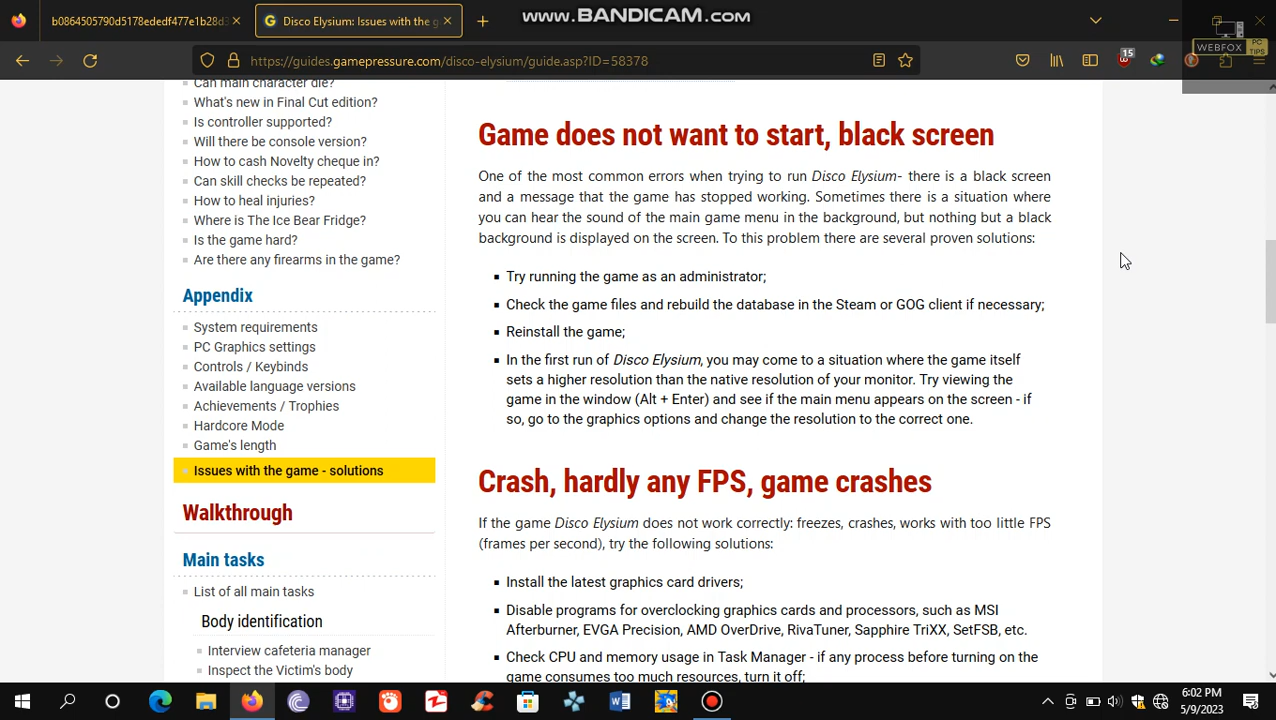 b0864505790d5178ededf477e1b28d3
Disco Elysium: Issues with the g
www.BANDICAM.com
WEBFOX PC TIPS
https://guides.gamepressure.com/disco-elysium/guide.asp?ID=58378
15
Can main character die?
What's new in Final Cut edition?
Is controller supported?
Will there be console version?
How to cash Novelty cheque in?
Can skill checks be repeated?
How to heal injuries?
Where is The Ice Bear Fridge?
Is the game hard?
Are there any firearms in the game?
Appendix
System requirements
PC Graphics settings
Controls / Keybinds
Available language versions
Achievements / Trophies
Hardcore Mode
Game's length
Issues with the game - solutions
Walkthrough
Main tasks
List of all main tasks
Body identification
Interview cafeteria manager
Inspect the Victim's body
Game does not want to start, black screen
One of the most common errors when trying to run Disco Elysium- there is a black screen
and a message that the game has stopped working. Sometimes there is a situation where
you can hear the sound of the main game menu in the background, but nothing but a black
background is displayed on the screen. To this problem there are several proven solutions:
Try running the game as an administrator;
Check the game files and rebuild the database in the Steam or GOG client if necessary;
Reinstall the game;
In the first run of Disco Elysium, you may come to a situation where the game itself
sets a higher resolution than the native resolution of your monitor. Try viewing the
game in the window (Alt + Enter) and see if the main menu appears on the screen - if
so, go to the graphics options and change the resolution to the correct one.
Crash, hardly any FPS, game crashes
If the game Disco Elysium does not work correctly: freezes, crashes, works with too little FPS
(frames per second), try the following solutions:
Install the latest graphics card drivers;
Disable programs for overclocking graphics cards and processors, such as MSI
Afterburner, EVGA Precision, AMD OverDrive, RivaTuner, Sapphire TriXX, SetFSB, etc.
Check CPU and memory usage in Task Manager - if any process before turning on the
game consumes too much resources, turn it off;
6:02 PM
5/9/2023